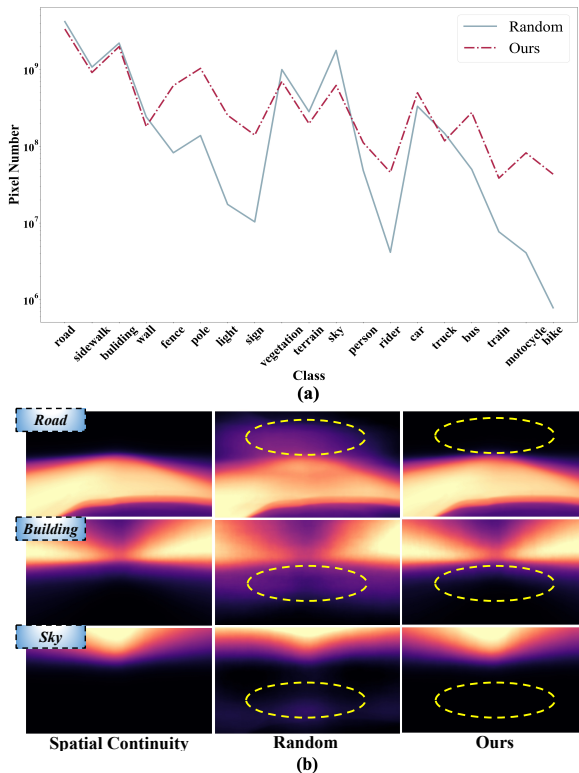 Random
Ours
10⁹
10⁸
10⁷
10⁶
Pixel Number
road
sidewalk
buliding
wall
fence
pole
light
sign
vegetation
terrain
sky
person
rider
car
truck
bus
train
motocycle
bike
Class
(a)
Road
Building
Sky
Spatial Continuity Random Ours
(b)